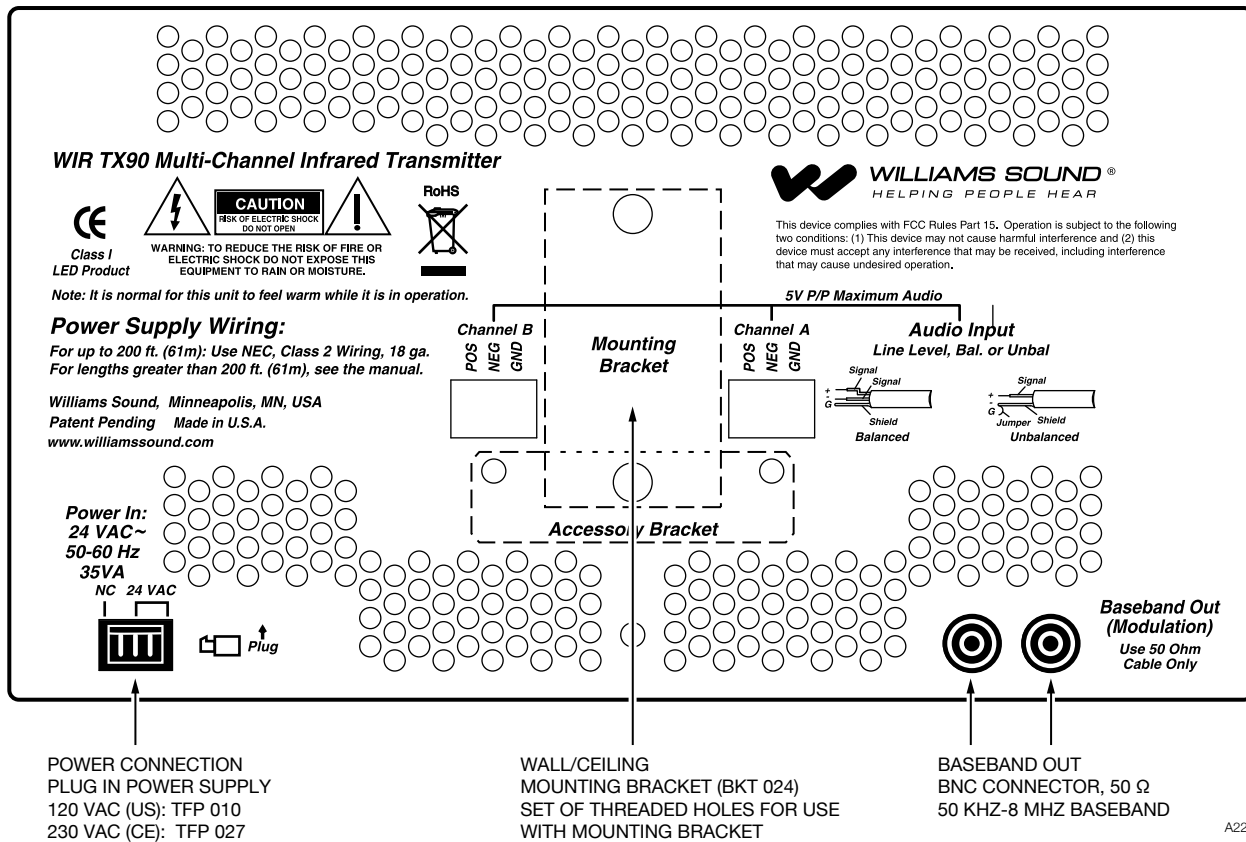 WIR TX90 Multi-Channel Infrared Transmitter
CE
Class I
LED Product
CAUTION
RISK OF ELECTRIC SHOCK
DO NOT OPEN
WARNING: TO REDUCE THE RISK OF FIRE OR
ELECTRIC SHOCK DO NOT EXPOSE THIS
EQUIPMENT TO RAIN OR MOISTURE.
RoHS
Note: It is normal for this unit to feel warm while it is in operation.
WILLIAMS SOUND ®
HELPING PEOPLE HEAR
This device complies with FCC Rules Part 15. Operation is subject to the following
two conditions: (1) This device may not cause harmful interference and (2) this
device must accept any interference that may be received, including interference
that may cause undesired operation.
Power Supply Wiring:
For up to 200 ft. (61m): Use NEC, Class 2 Wiring, 18 ga.
For lengths greater than 200 ft. (61m), see the manual.
Williams Sound, Minneapolis, MN, USA
Patent Pending Made in U.S.A.
www.williamssound.com
5V P/P Maximum Audio
Channel B
POS
NEG
GND
Mounting
Bracket
Channel A
POS
NEG
GND
Audio Input
Line Level, Bal. or Unbal
Signal
Signal
+
-
G
Shield
Balanced
Signal
+
-
G
Jumper
Shield
Unbalanced
Accessory Bracket
Power In:
24 VAC~
50-60 Hz
35VA
NC 24 VAC
Plug
Baseband Out
(Modulation)
Use 50 Ohm
Cable Only
POWER CONNECTION
PLUG IN POWER SUPPLY
120 VAC (US): TFP 010
230 VAC (CE): TFP 027
WALL/CEILING
MOUNTING BRACKET (BKT 024)
SET OF THREADED HOLES FOR USE
WITH MOUNTING BRACKET
BASEBAND OUT
BNC CONNECTOR, 50 Ω
50 KHZ-8 MHZ BASEBAND
A22